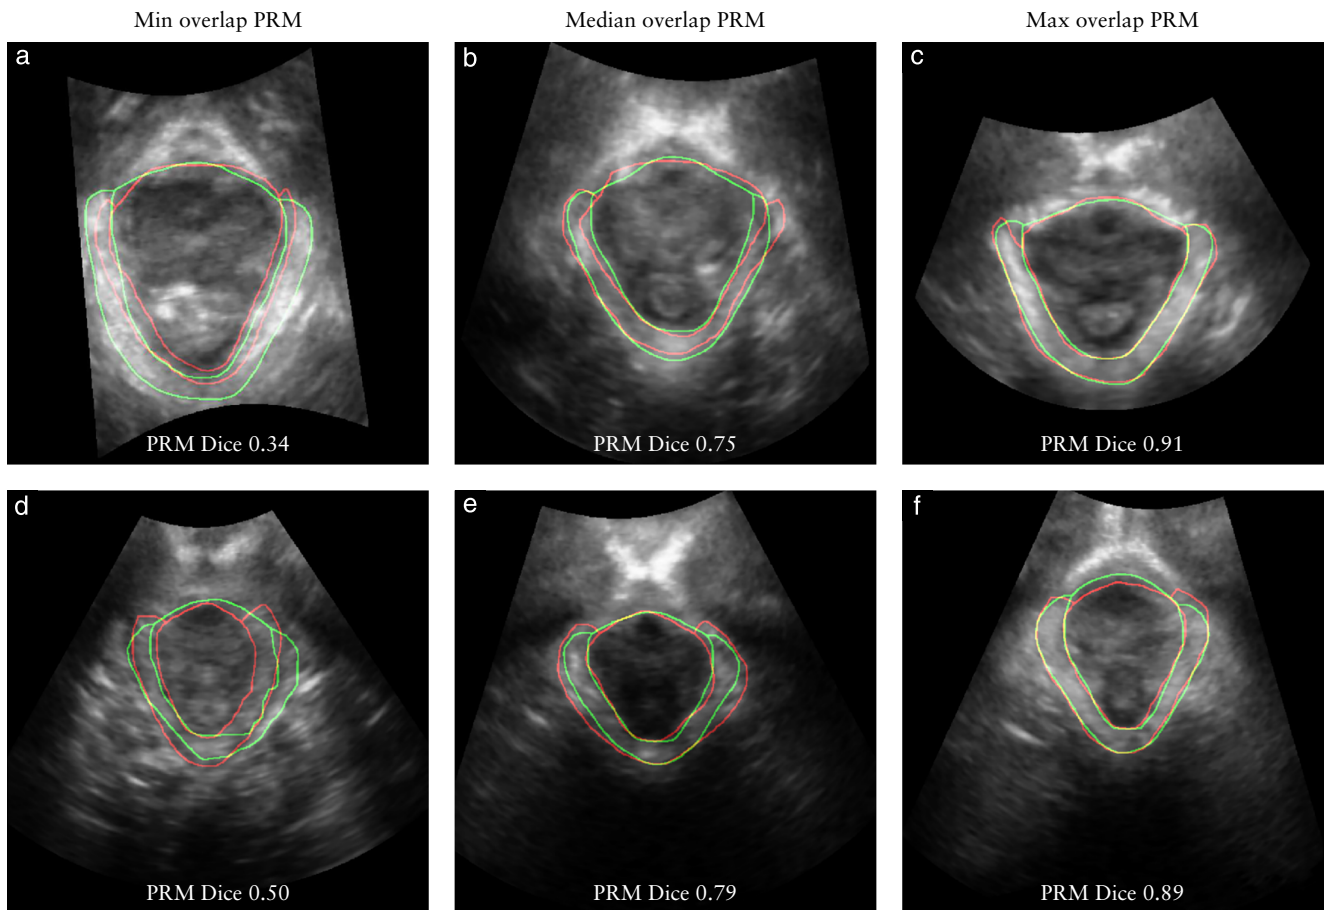 Min overlap PRM
Median overlap PRM
Max overlap PRM
a
b
c
PRM Dice 0.34
PRM Dice 0.75
PRM Dice 0.91
d
e
f
PRM Dice 0.50
PRM Dice 0.79
PRM Dice 0.89